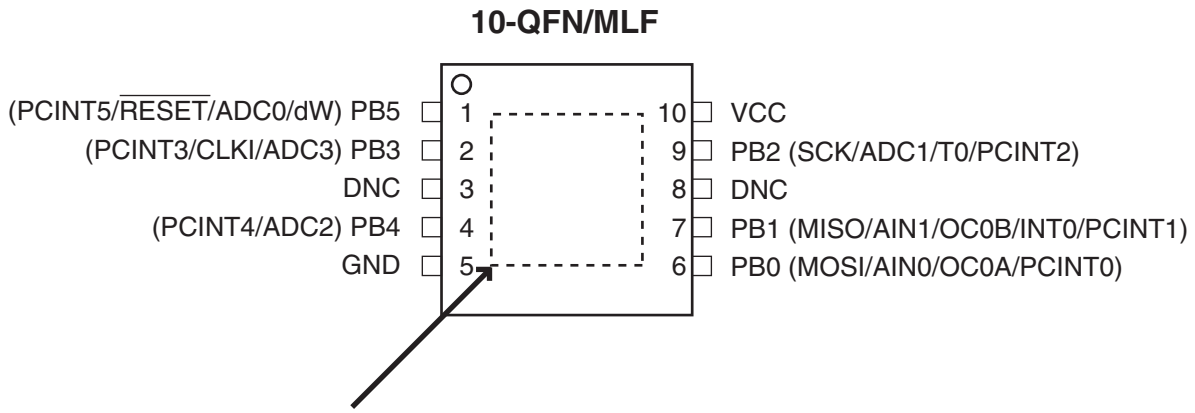 10-QFN/MLF
(PCINT5/RESET/ADC0/dW) PB5 1 10 VCC
(PCINT3/CLKI/ADC3) PB3 2 9 PB2 (SCK/ADC1/T0/PCINT2)
DNC 3 8 DNC
(PCINT4/ADC2) PB4 4 7 PB1 (MISO/AIN1/OC0B/INT0/PCINT1)
GND 5 6 PB0 (MOSI/AIN0/OC0A/PCINT0)